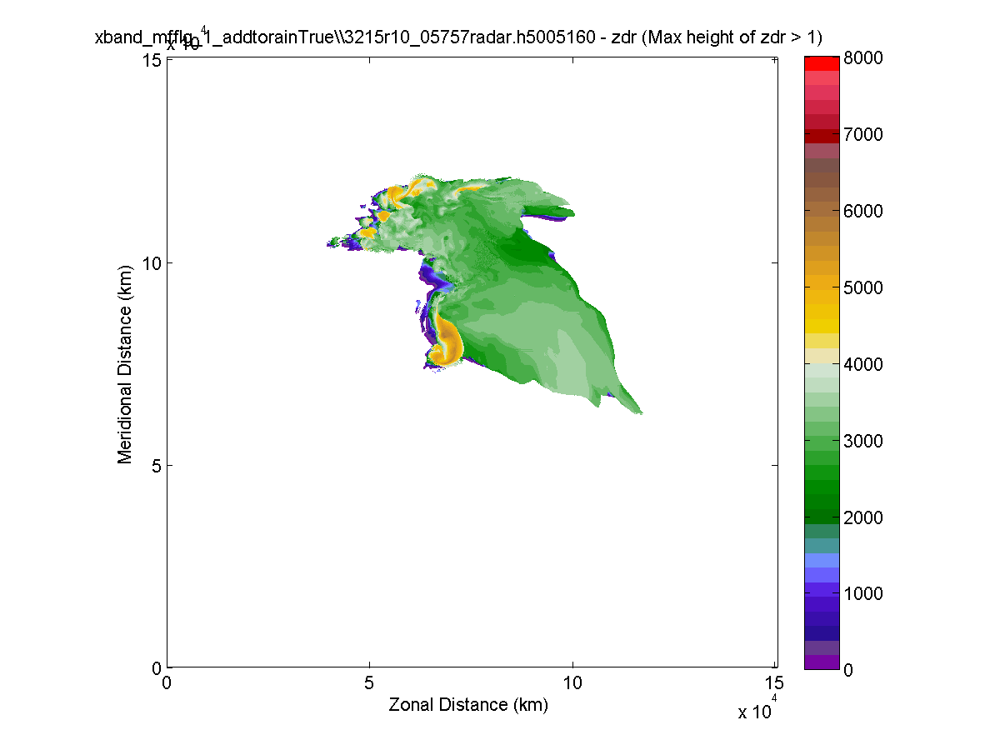 xband_mfflg_1_addtorainTrue\\3215r10_05757radar.h5005160 - zdr (Max height of zdr > 1)
x 10 4
15
10
5
0
Meridional Distance (km)
0 5 10 15
Zonal Distance (km)
x 10 4
8000
7000
6000
5000
4000
3000
2000
1000
0